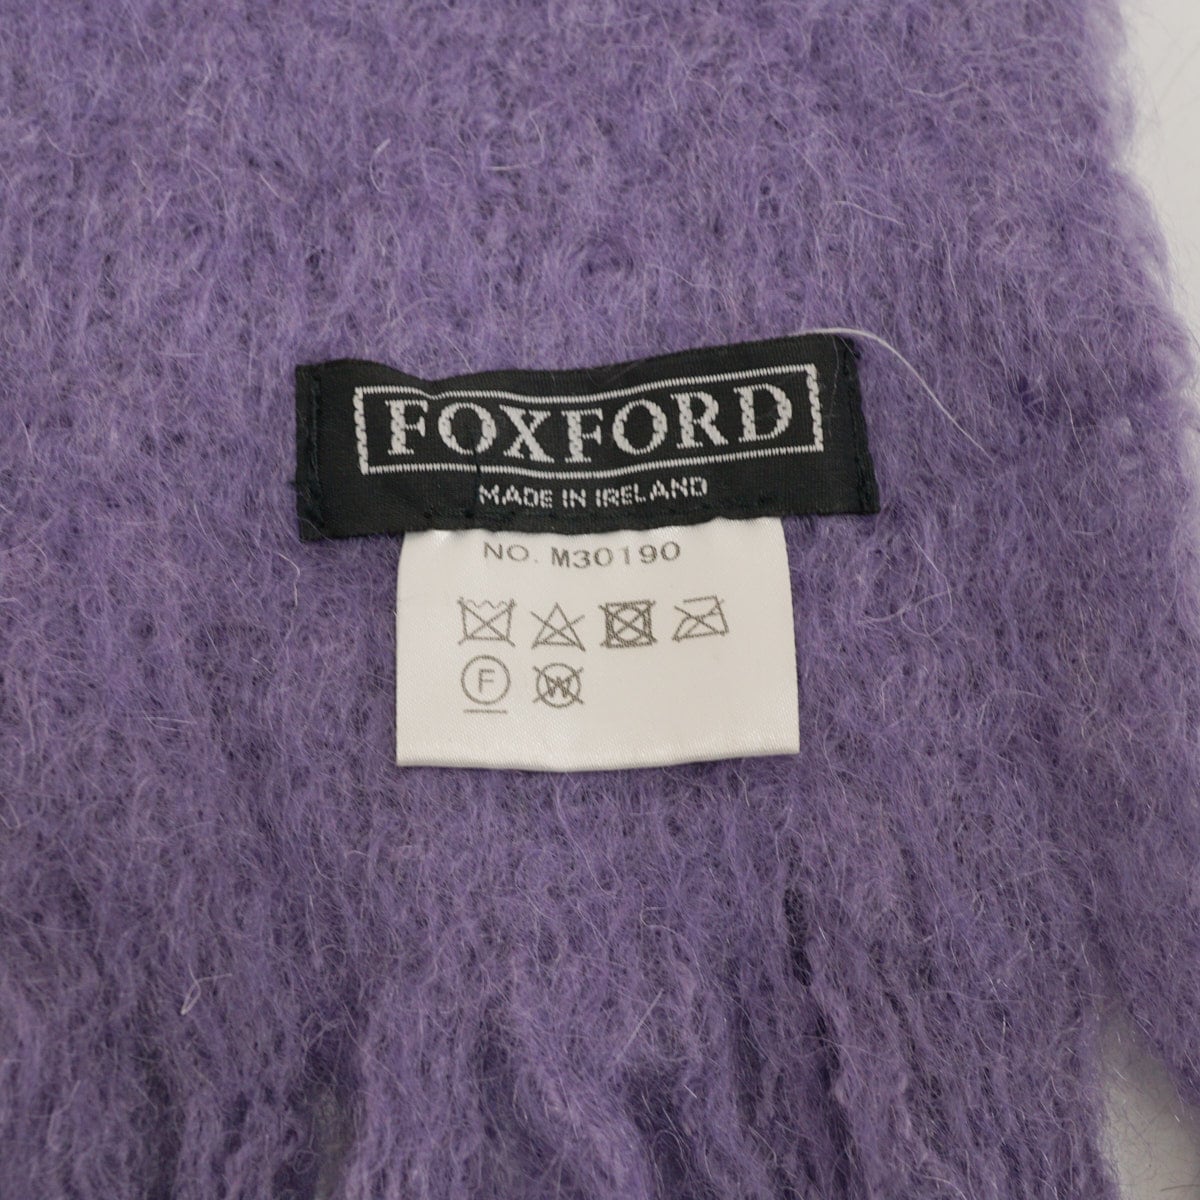 FOXFORD
MADE IN IRELAND
NO. M30190
F
W